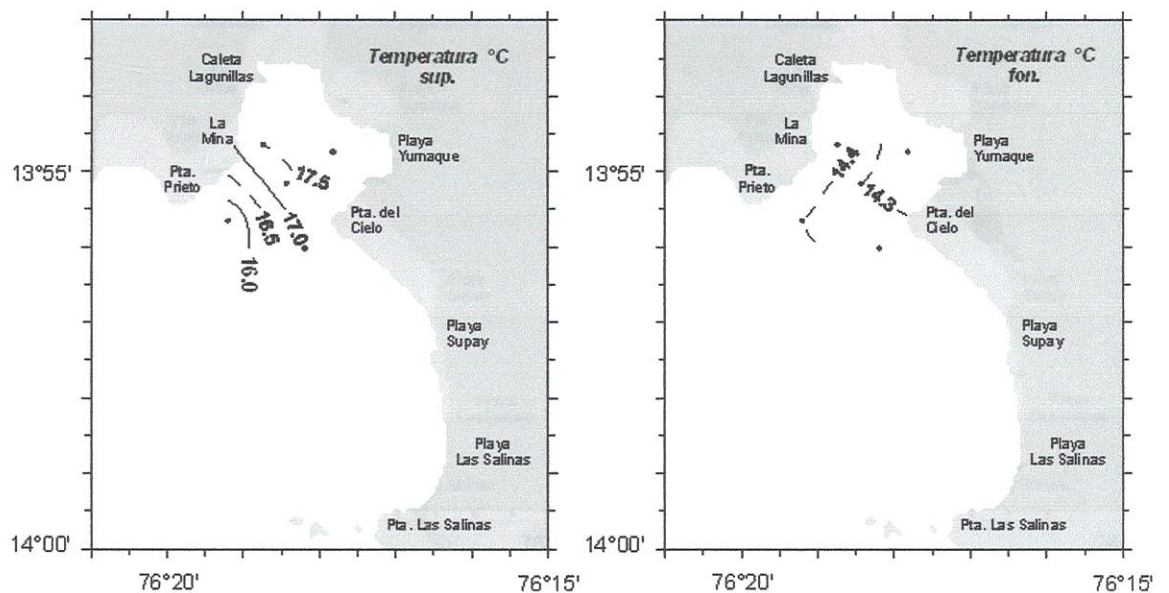 Temperatura °C
sup.
Caleta
Lagunillas
La
Mina
Playa
Yumaque
13°55'
Pta.
Prieto
17.5
Pta. del
Cielo
16.5
17.0
16.0
Playa
Supay
Playa
Las Salinas
Pta. Las Salinas
14°00'
76°20'
76°15'
Temperatura °C
fon.
Caleta
Lagunillas
La
Mina
Playa
Yumaque
14.4
13°55'
Pta.
Prieto
14.3
Pta. del
Cielo
Playa
Supay
Playa
Las Salinas
Pta. Las Salinas
14°00'
76°20'
76°15'